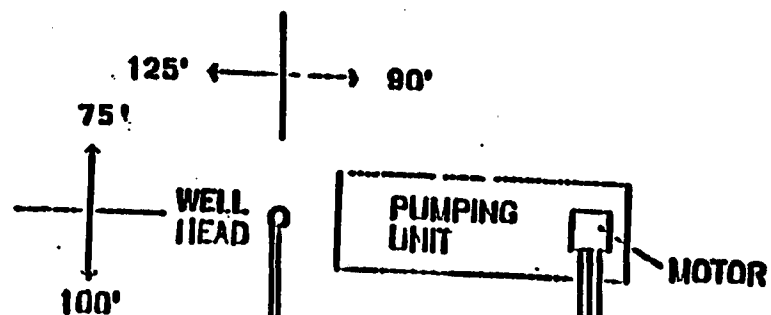 125'
90'
75'
WELL
HEAD
PUMPING
UNIT
MOTOR
100'